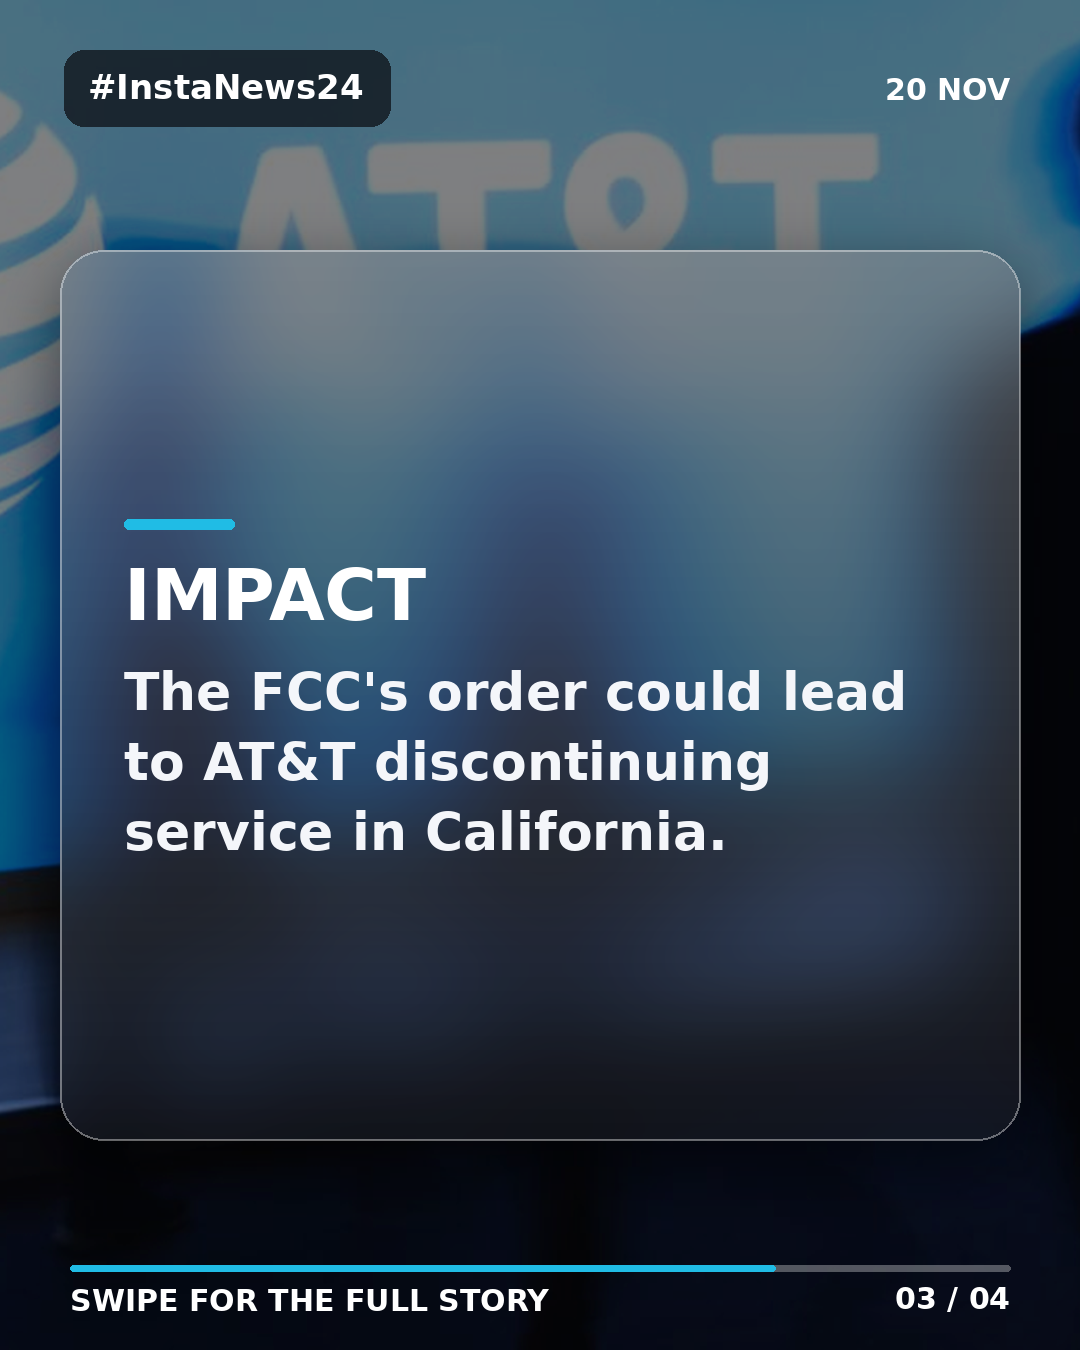 #InstaNews24
20 NOV
AT&T
IMPACT
The FCC's order could lead
to AT&T discontinuing
service in California.
SWIPE FOR THE FULL STORY
03 / 04